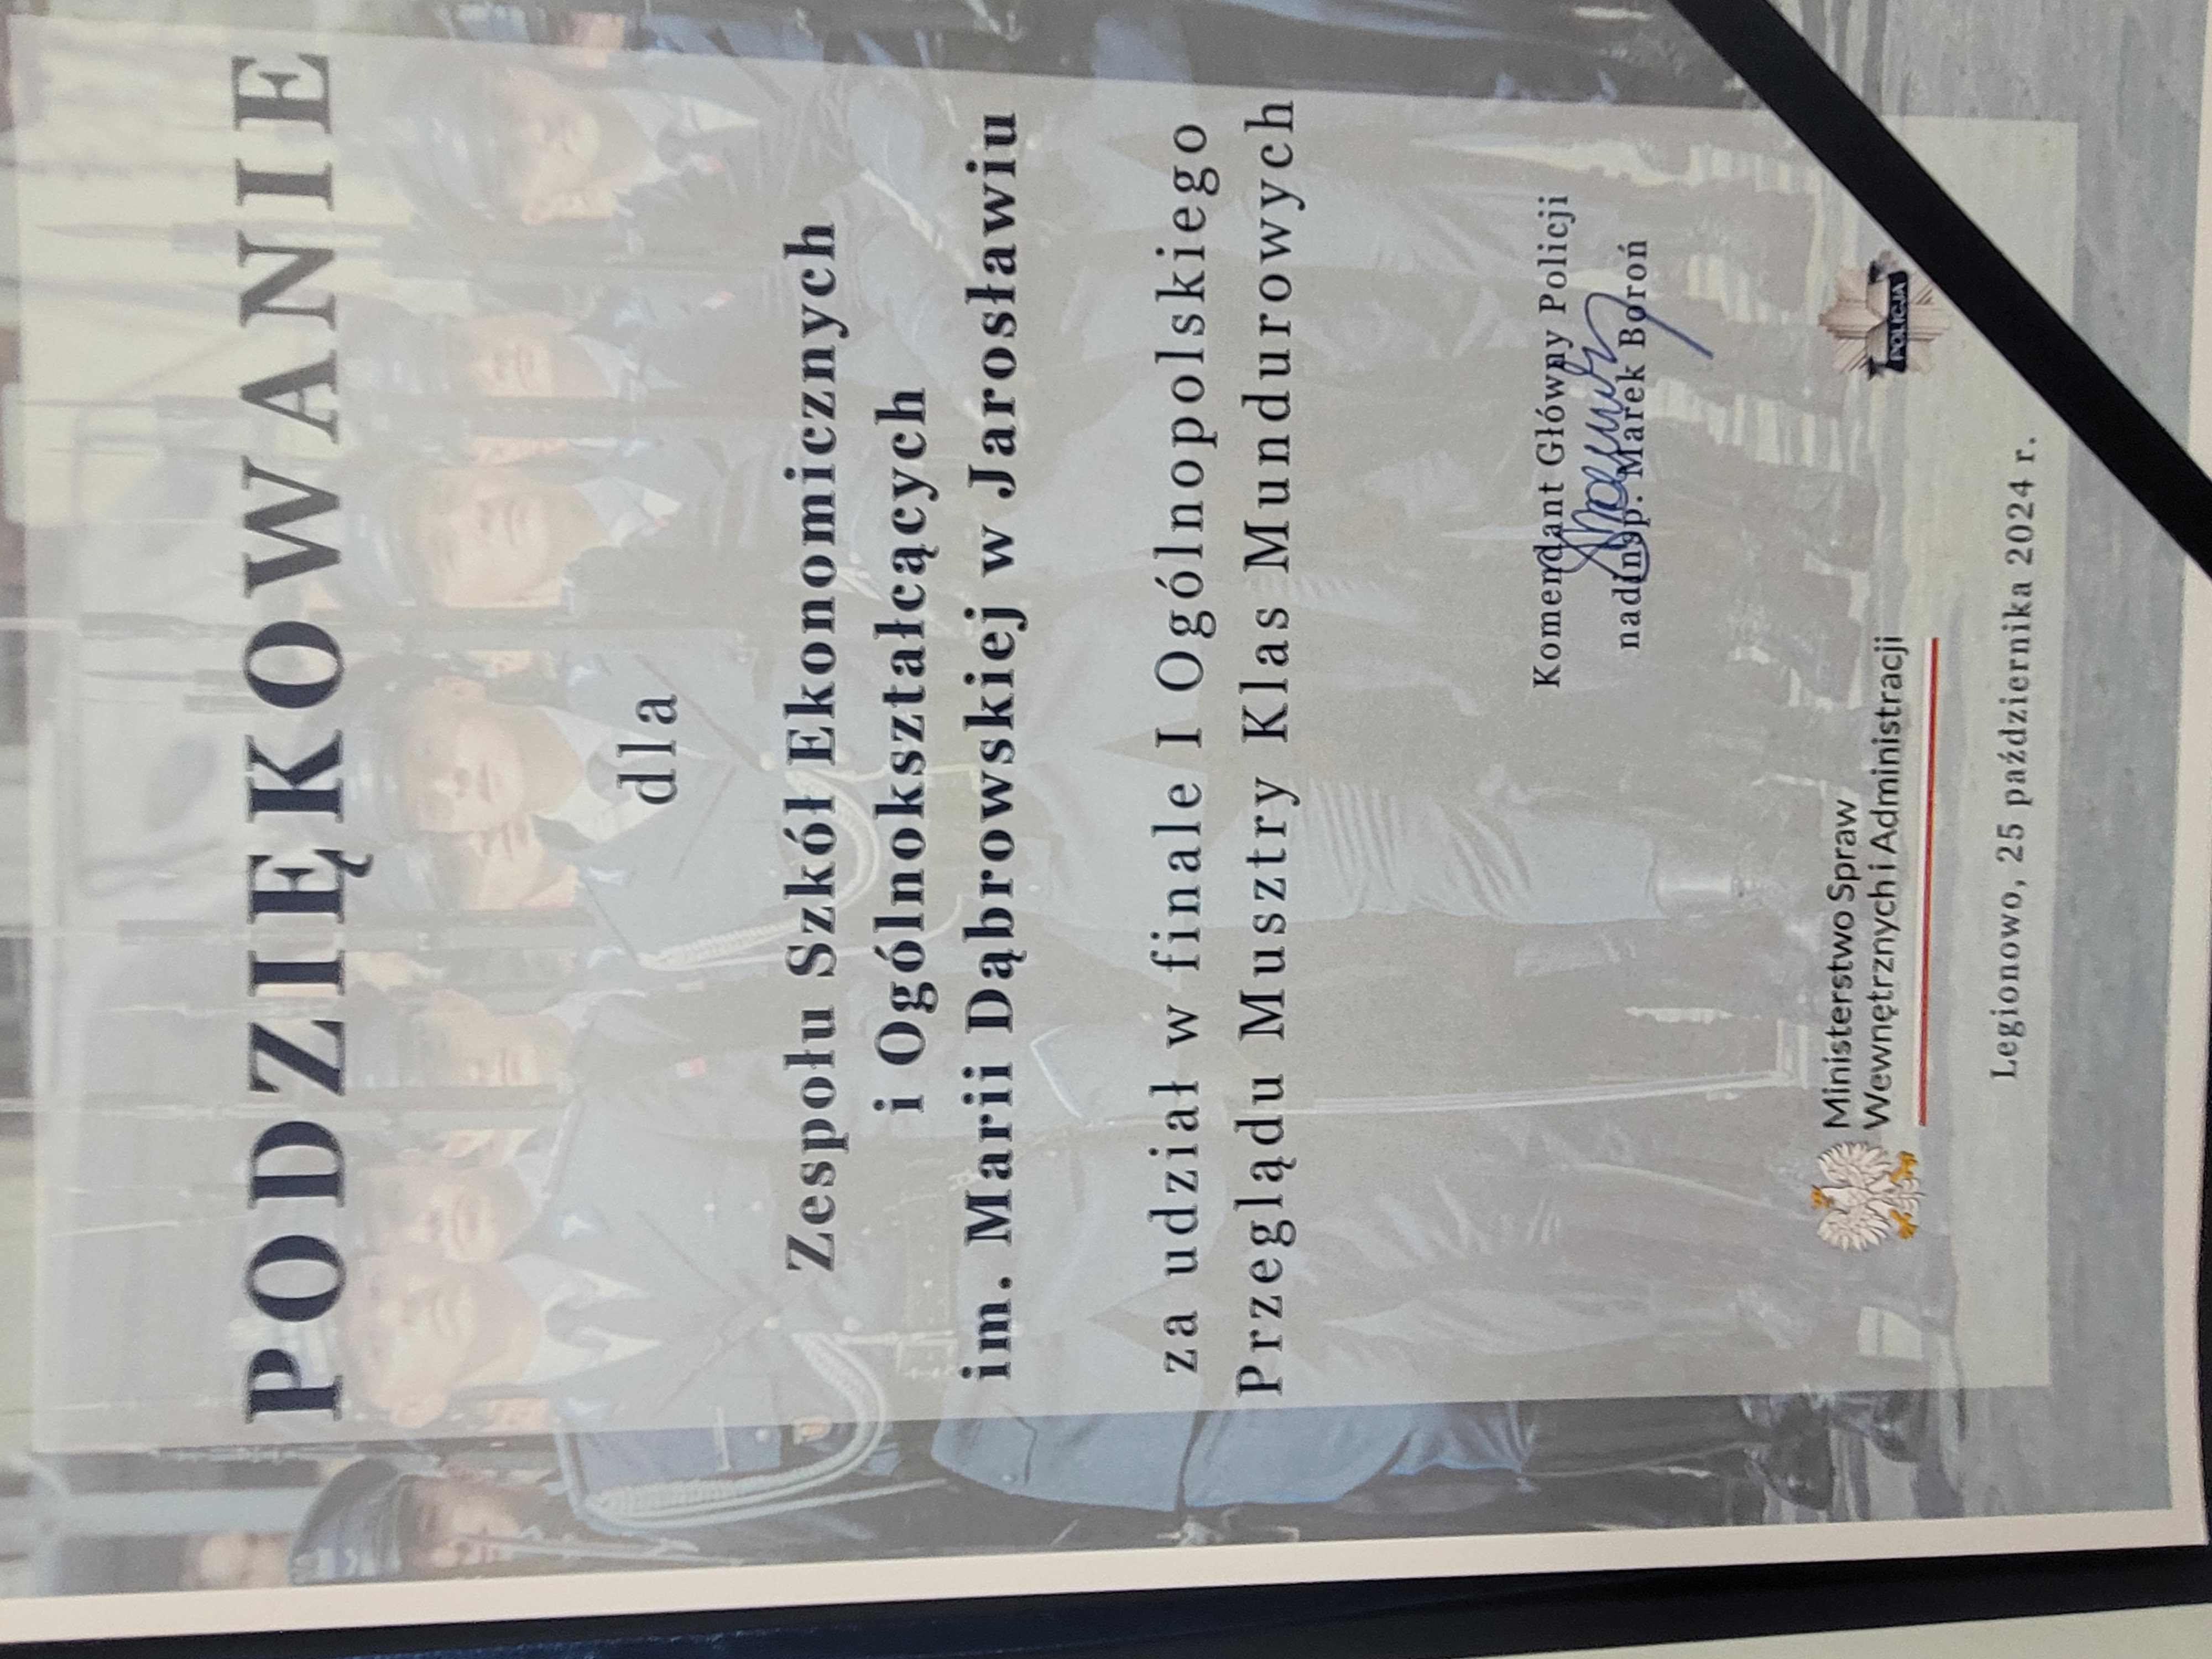 PODZIĘKOWANIE
dla
Zespołu Szkół Ekonomicznych
i Ogólnokształcących
im. Marii Dąbrowskiej w Jarosławiu
za udział w finale I Ogólnopolskiego
Przeglądu Musztry Klas Mundurowych
Komendant Główny Policji
nadinsp. Marek Boroń
Ministerstwo Spraw
Wewnętrznych i Administracji
POLICJA
Legionowo, 25 października 2024 r.